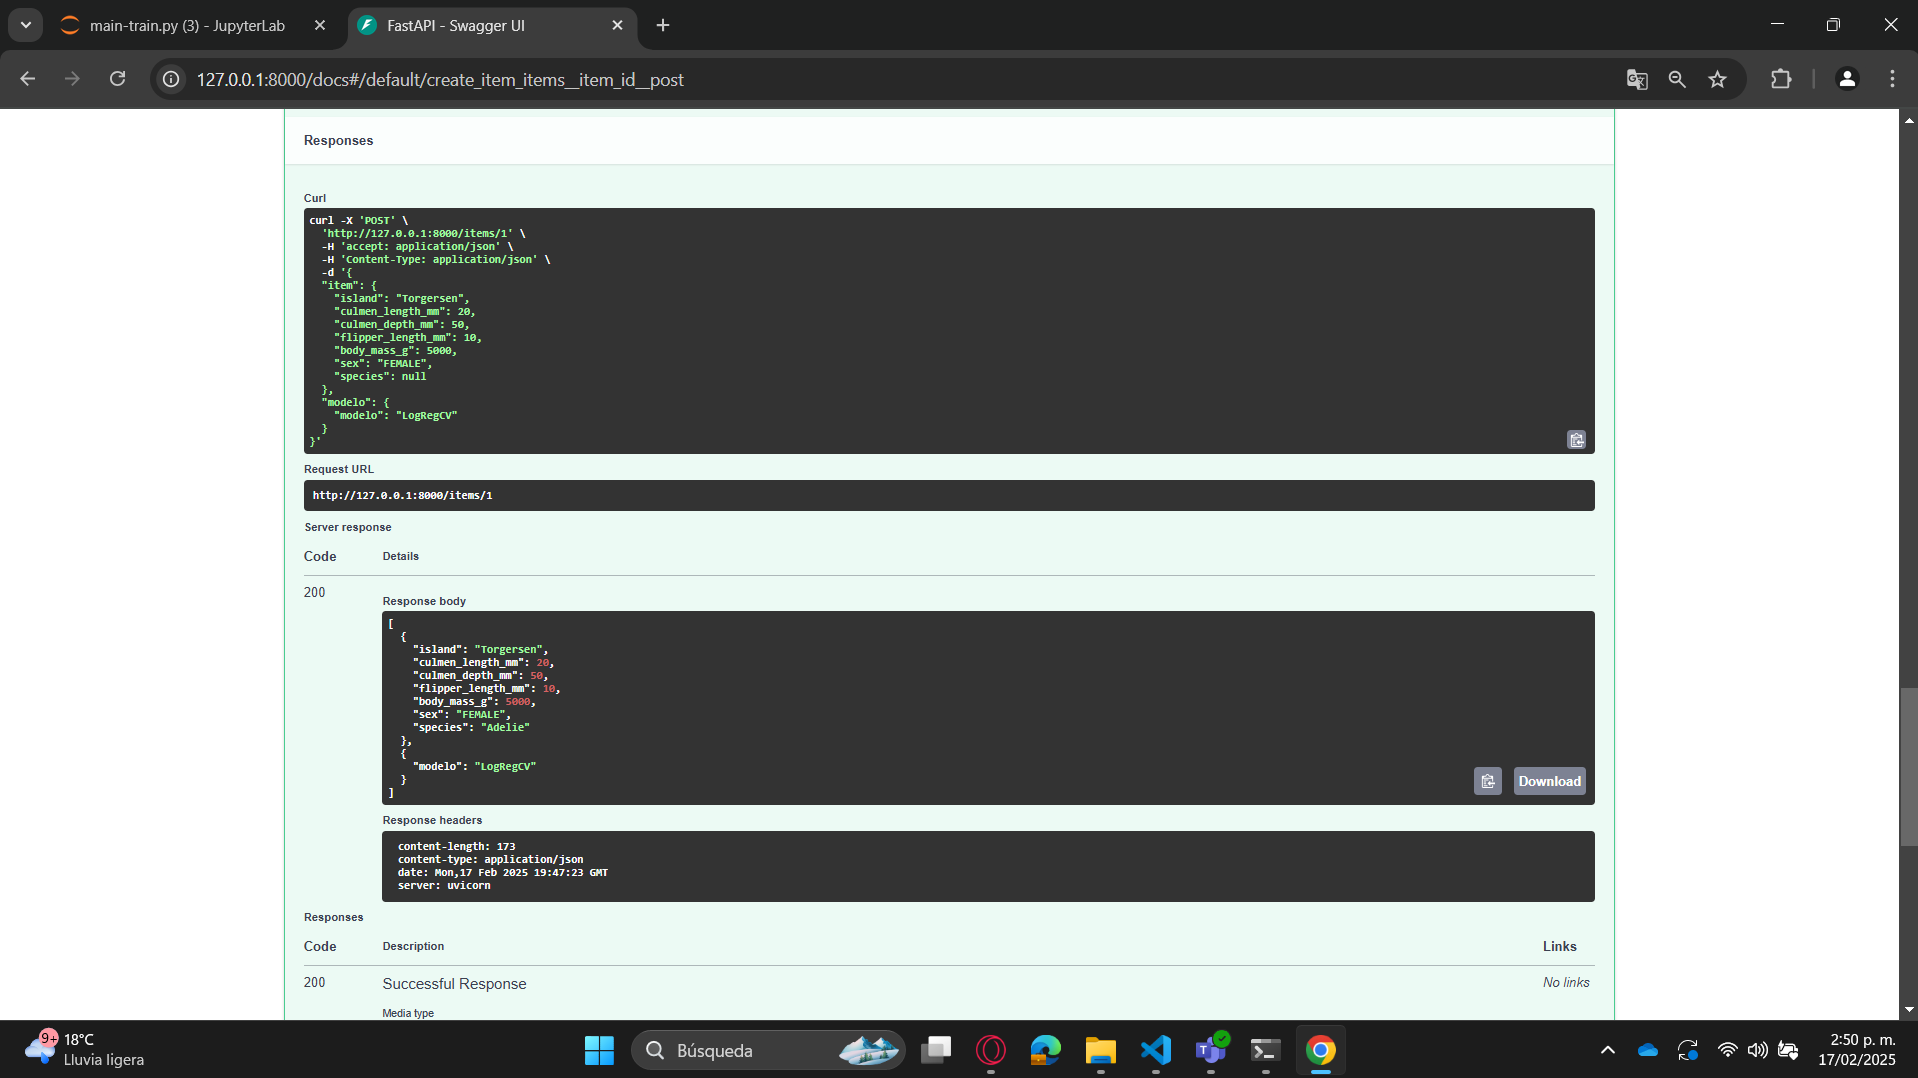 main-train.py (3) - JupyterLab
FastAPI - Swagger UI
127.0.0.1:8000/docs#/default/create_item_items__item_id__post
Responses
Curl
curl -X 'POST' \
'http://127.0.0.1:8000/items/1' \
-H 'accept: application/json' \
-H 'Content-Type: application/json' \
-d '{
"item": {
"island": "Torgersen",
"culmen_length_mm": 20,
"culmen_depth_mm": 50,
"flipper_length_mm": 10,
"body_mass_g": 5000,
"sex": "FEMALE",
"species": null
},
"modelo": {
"modelo": "LogRegCV"
}
}'
Request URL
http://127.0.0.1:8000/items/1
Server response
Code Details
200
Response body
[
{
"island": "Torgersen",
"culmen_length_mm": 20,
"culmen_depth_mm": 50,
"flipper_length_mm": 10,
"body_mass_g": 5000,
"sex": "FEMALE",
"species": "Adelie"
},
{
"modelo": "LogRegCV"
}
]
Download
Response headers
content-length: 173
content-type: application/json
date: Mon,17 Feb 2025 19:47:23 GMT
server: uvicorn
Responses
Code Description Links
200 Successful Response No links
Media type
9+
18°C
Lluvia ligera
Búsqueda
2:50 p. m.
17/02/2025